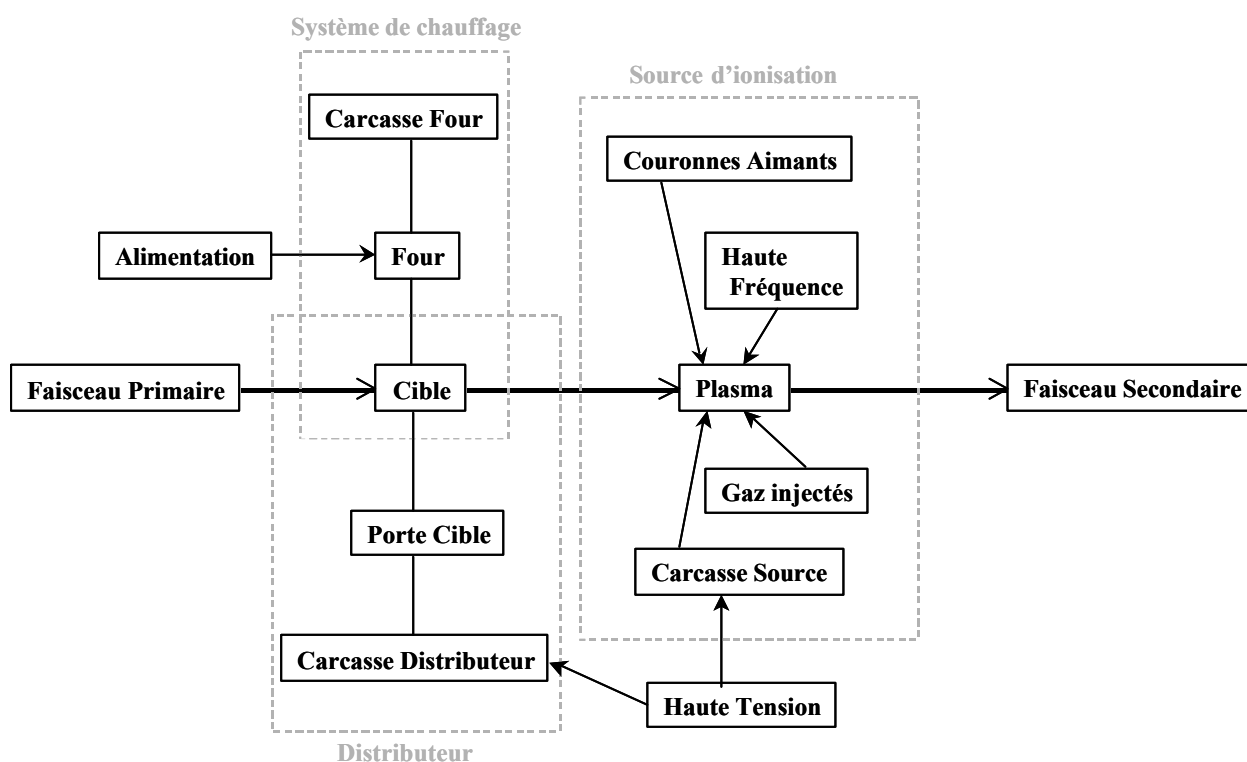 Système de chauffage
Source d'ionisation
Carcasse Four
Couronnes Aimants
Alimentation
Four
Haute
Fréquence
Faisceau Primaire
Cible
Plasma
Faisceau Secondaire
Gaz injectés
Porte Cible
Carcasse Source
Carcasse Distributeur
Haute Tension
Distributeur